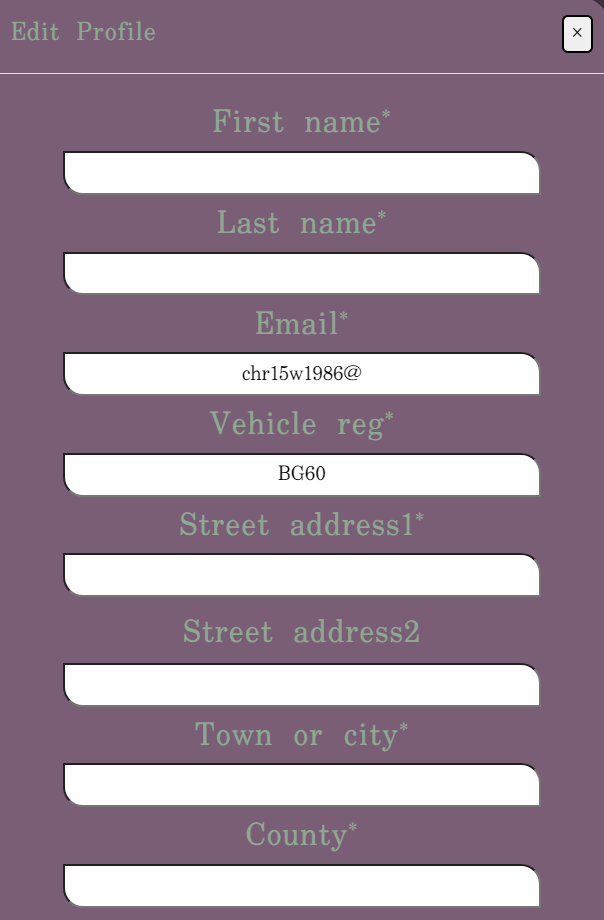 Edit Profile
×
First name*
Last name*
Email*
chr15w1986@
Vehicle reg*
BG60
Street address1*
Street address2
Town or city*
County*